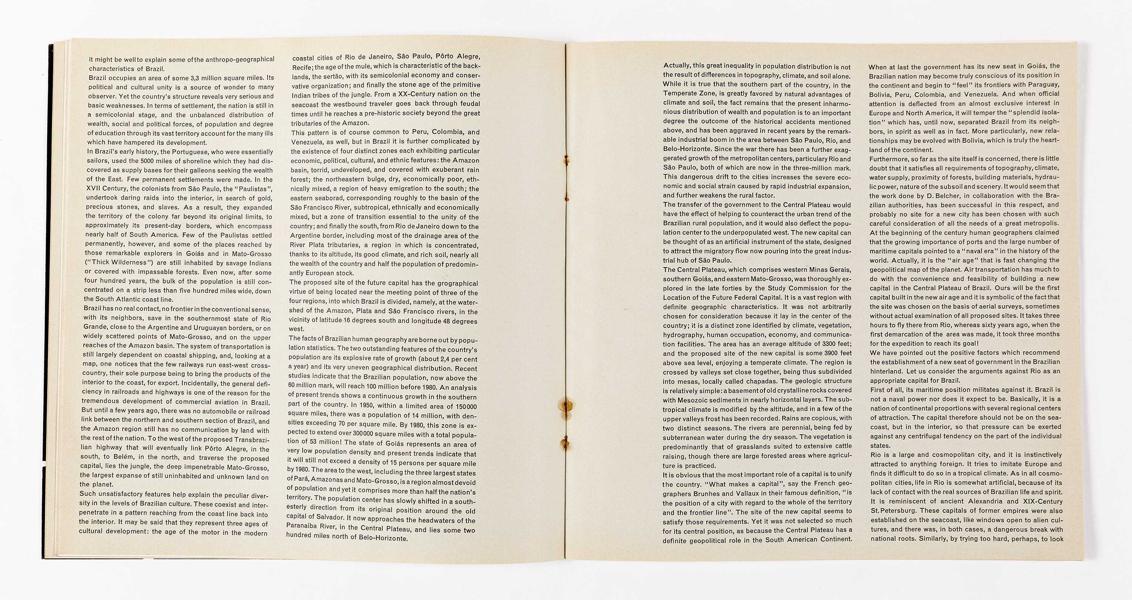 It might be well to explain some of the anthropo-geographical
characteristics of Brazil.
Brazil occupies an area of some 3,3 million square miles. Its
political and cultural unity is a source of wonder to many
observer. Yet the country's structure reveals very serious and
basic weaknesses. In terms of settlement, the nation is still in
a semicolonial stage, and the unbalanced distribution of
wealth, social and political forces, of population and degree
of education through its vast territory account for the many ills
which have hampered its development.
In Brazil's early history, the Portuguese, who were essentially
sailors, used the 5000 miles of shoreline which they had dis-
covered as supply bases for their galleons seeking the wealth
of the East. Few permanent settlements were made. In the
XVII Century, the colonists from São Paulo, the "Paulistas",
undertook daring raids into the interior, in search of gold,
precious stones, and slaves. As a result, they expanded
the territory of the colony far beyond its original limits, to
approximately its present-day borders, which encompass
nearly half of South America. Few of the Paulistas settled
permanently, however, and some of the places reached by
those remarkable explorers in Goiás and in Mato-Grosso
("Thick Wilderness") are still inhabited by savage Indians
or covered with impassable forests. Even now, after some
four hundred years, the bulk of the population is still con-
centrated on a strip less than five hundred miles wide, down
the South Atlantic coast line.
Brazil has no real contact, no frontier in the conventional sense,
with its neighbors, save in the southernmost state of Rio
Grande, close to the Argentine and Uruguayan borders, or on
widely scattered points of Mato-Grosso, and on the upper
reaches of the Amazon basin. The system of transportation is
still largely dependent on coastal shipping, and, looking at a
map, one notices that the few railways run east-west cross-
country, their sole purpose being to bring the products of the
interior to the coast, for export. Incidentally, the general defi-
ciency in railroads and highways is one of the reason for the
tremendous development of commercial aviation in Brazil.
But until a few years ago, there was no automobile or railroad
link between the northern and southern section of Brazil, and
the Amazon region still has no communication by land with
the rest of the nation. To the west of the proposed Transbrazi-
lian highway that will eventually link Pôrto Alegre, in the
south, to Belém, in the north, and traverse the proposed
capital, lies the jungle, the deep impenetrable Mato-Grosso,
the largest expanse of still uninhabited and unknown land on
the planet.
Such unsatisfactory features help explain the peculiar diver-
sity in the levels of Brazilian culture. These coexist and inter-
penetrate in a pattern reaching from the coast line back into
the interior. It may be said that they represent three ages of
cultural development: the age of the motor in the modern
coastal cities of Rio de Janeiro, São Paulo, Pôrto Alegre,
Recife; the age of the mule, which is characteristic of the back-
lands, the sertão, with its semicolonial economy and conser-
vative organization; and finally the stone age of the primitive
Indian tribes of the jungle. From a XX-Century nation on the
seacoast the westbound traveler goes back through feudal
times until he reaches a pre-historic society beyond the great
tributaries of the Amazon.
This pattern is of course common to Peru, Colombia, and
Venezuela, as well, but in Brazil it is further complicated by
the existence of four distinct zones each exhibiting particular
economic, political, cultural, and ethnic features: the Amazon
basin, torrid, undeveloped, and covered with exuberant rain
forest; the northeastern bulge, dry, economically poor, eth-
nically mixed, a region of heavy emigration to the south; the
eastern seaborad, corresponding roughly to the basin of the
São Francisco River, subtropical, ethnically and economically
mixed, but a zone of transition essential to the unity of the
country; and finally the south, from Rio de Janeiro down to the
Argentine border, including most of the drainage area of the
River Plata tributaries, a region in which is concentrated,
thanks to its altitude, its good climate, and rich soil, nearly all
the wealth of the country and half the population of predomin-
antly European stock.
The proposed site of the future capital has the grographical
virtue of being located near the meeting point of three of the
four regions, into which Brazil is divided, namely, at the water-
shed of the Amazon, Plata and São Francisco rivers, in the
vicinity of latitude 16 degrees south and longitude 48 degrees
west.
The facts of Brazilian human geography are borne out by popu-
lation statistics. The two outstanding features of the country's
population are its explosive rate of growth (about 2,4 per cent
a year) and its very uneven geographical distribution. Recent
studies indicate that the Brazilian population, now above the
60 million mark, will reach 100 million before 1980. An analysis
of present trends shows a continuous growth in the southern
part of the country. In 1950, within a limited area of 150000
square miles, there was a population of 14 million, with den-
sities exceeding 70 per square mile. By 1980, this zone is ex-
pected to extend over 300000 square miles with a total popula-
tion of 53 million! The state of Goiás represents an area of
very low population density and present trends indicate that
it will still not exceed a density of 15 persons per square mile
by 1980. The area to the west, including the three largest states
of Pará, Amazonas and Mato-Grosso, is a region almost devoid
of population and yet it comprises more than half the nation's
territory. The population center has slowly shifted in a south-
esterly direction from its original position around the old
capital of Salvador. It now approaches the headwaters of the
Paranaíba River, in the Central Plateau, and lies some two
hundred miles north of Belo-Horizonte.
Actually, this great inequality in population distribution is not
the result of differences in topography, climate, and soil alone.
While it is true that the southern part of the country, in the
Temperate Zone, is greatly favored by natural advantages of
climate and soil, the fact remains that the present inharmo-
nious distribution of wealth and population is to an important
degree the outcome of the historical accidents mentioned
above, and has been aggraved in recent years by the remark-
able industrial boom in the area between São Paulo, Rio, and
Belo-Horizonte. Since the war there has been a further exag-
gerated growth of the metropolitan centers, particulary Rio and
São Paulo, both of which are now in the three-million mark.
This dangerous drift to the cities increases the severe eco-
nomic and social strain caused by rapid industrial expansion,
and further weakens the rural factor.
The transfer of the government to the Central Plateau would
have the effect of helping to counteract the urban trend of the
Brazilian rural population, and it would also deflect the popu-
lation center to the underpopulated west. The new capital can
be thought of as an artificial instrument of the state, designed
to attract the migratory flow now pouring into the great indus-
trial hub of São Paulo.
The Central Plateau, which comprises western Minas Gerais,
southern Goiás, and eastern Mato-Grosso, was thoroughly ex-
plored in the late forties by the Study Commission for the
Location of the Future Federal Capital. It is a vast region with
definite geographic characteristics. It was not arbitrarily
chosen for consideration because it lay in the center of the
country; it is a distinct zone identified by climate, vegetation,
hydrography, human occupation, economy, and communica-
tion facilities. The area has an average altitude of 3300 feet;
and the proposed site of the new capital is some 3900 feet
above sea level, enjoying a temperate climate. The region is
crossed by valleys set close together, being thus subdivided
into mesas, locally called chapadas. The geologic structure
is relatively simple: a basement of old crystalline rocks covered
with Mesozoic sediments in nearly horizontal layers. The sub-
tropical climate is modified by the altitude, and in a few of the
upper valleys frost has been recorded. Rains are copious, with
two distinct seasons. The rivers are perennial, being fed by
subterranean water during the dry season. The vegetation is
predominantly that of grasslands suited to extensive cattle
raising, though there are large forested areas where agricul-
ture is practiced.
It is obvious that the most important role of a capital is to unify
the country. "What makes a capital", say the French geo-
graphers Brunhes and Vallaux in their famous definition, "is
the position of a city with regard to the whole of the territory
and the frontier line". The site of the new capital seems to
satisfy those requirements. Yet it was not selected so much
for its central position, as because the Central Plateau has a
definite geopolitical role in the South American Continent.
When at last the government has its new seat in Goiás, the
Brazilian nation may become truly conscious of its position in
the continent and begin to "feel" its frontiers with Paraguay,
Bolivia, Peru, Colombia, and Venezuela. And when official
attention is deflected from an almost exclusive interest in
Europe and North America, it will temper the "splendid isola-
tion" which has, until now, separated Brazil from its neigh-
bors, in spirit as well as in fact. More particularly, new rela-
tionships may be evolved with Bolivia, which is truly the heart-
land of the continent.
Furthermore, so far as the site itself is concerned, there is little
doubt that it satisfies all requirements of topography, climate,
water supply, proximity of forests, building materials, hydrau-
lic power, nature of the subsoil and scenery. It would seem that
the work done by D. Belcher, in collaboration with the Bra-
zilian authorities, has been successful in this respect, and
probably no site for a new city has been chosen with such
careful consideration of all the needs of a great metropolis.
At the beginning of the century human geographers claimed
that the growing importance of ports and the large number of
maritime capitals pointed to a "naval era" in the history of the
world. Actually, it is the "air age" that is fast changing the
geopolitical map of the planet. Air transportation has much to
do with the convenience and feasibility of building a new
capital in the Central Plateau of Brazil. Ours will be the first
capital built in the new air age and it is symbolic of the fact that
the site was chosen on the basis of aerial surveys, sometimes
without actual examination of all proposed sites. It takes three
hours to fly there from Rio, whereas sixty years ago, when the
first demarcation of the area was made, it took three months
for the expedition to reach its goal!
We have pointed out the positive factors which recommend
the establishment of a new seat of government in the Brazilian
hinterland. Let us consider the arguments against Rio as an
appropriate capital for Brazil.
First of all, its maritime position militates against it. Brazil is
not a naval power nor does it expect to be. Basically, it is a
nation of continental proportions with several regional centers
of attraction. The capital therefore should not be on the sea-
coast, but in the interior, so that pressure can be exerted
against any centrifugal tendency on the part of the individual
states.
Rio is a large and cosmopolitan city, and it is instinctively
attracted to anything foreign. It tries to imitate Europe and
finds it difficult to do so in a tropical climate. As in all cosmo-
politan cities, life in Rio is somewhat artificial, because of its
lack of contact with the real sources of Brazilian life and spirit.
It is reminiscent of ancient Alexandria and XIX-Century
St.Petersburg. These capitals of former empires were also
established on the seacoast, like windows open to alien cul-
tures, and there was, in both cases, a dangerous break with
national roots. Similarly, by trying too hard, perhaps, to look